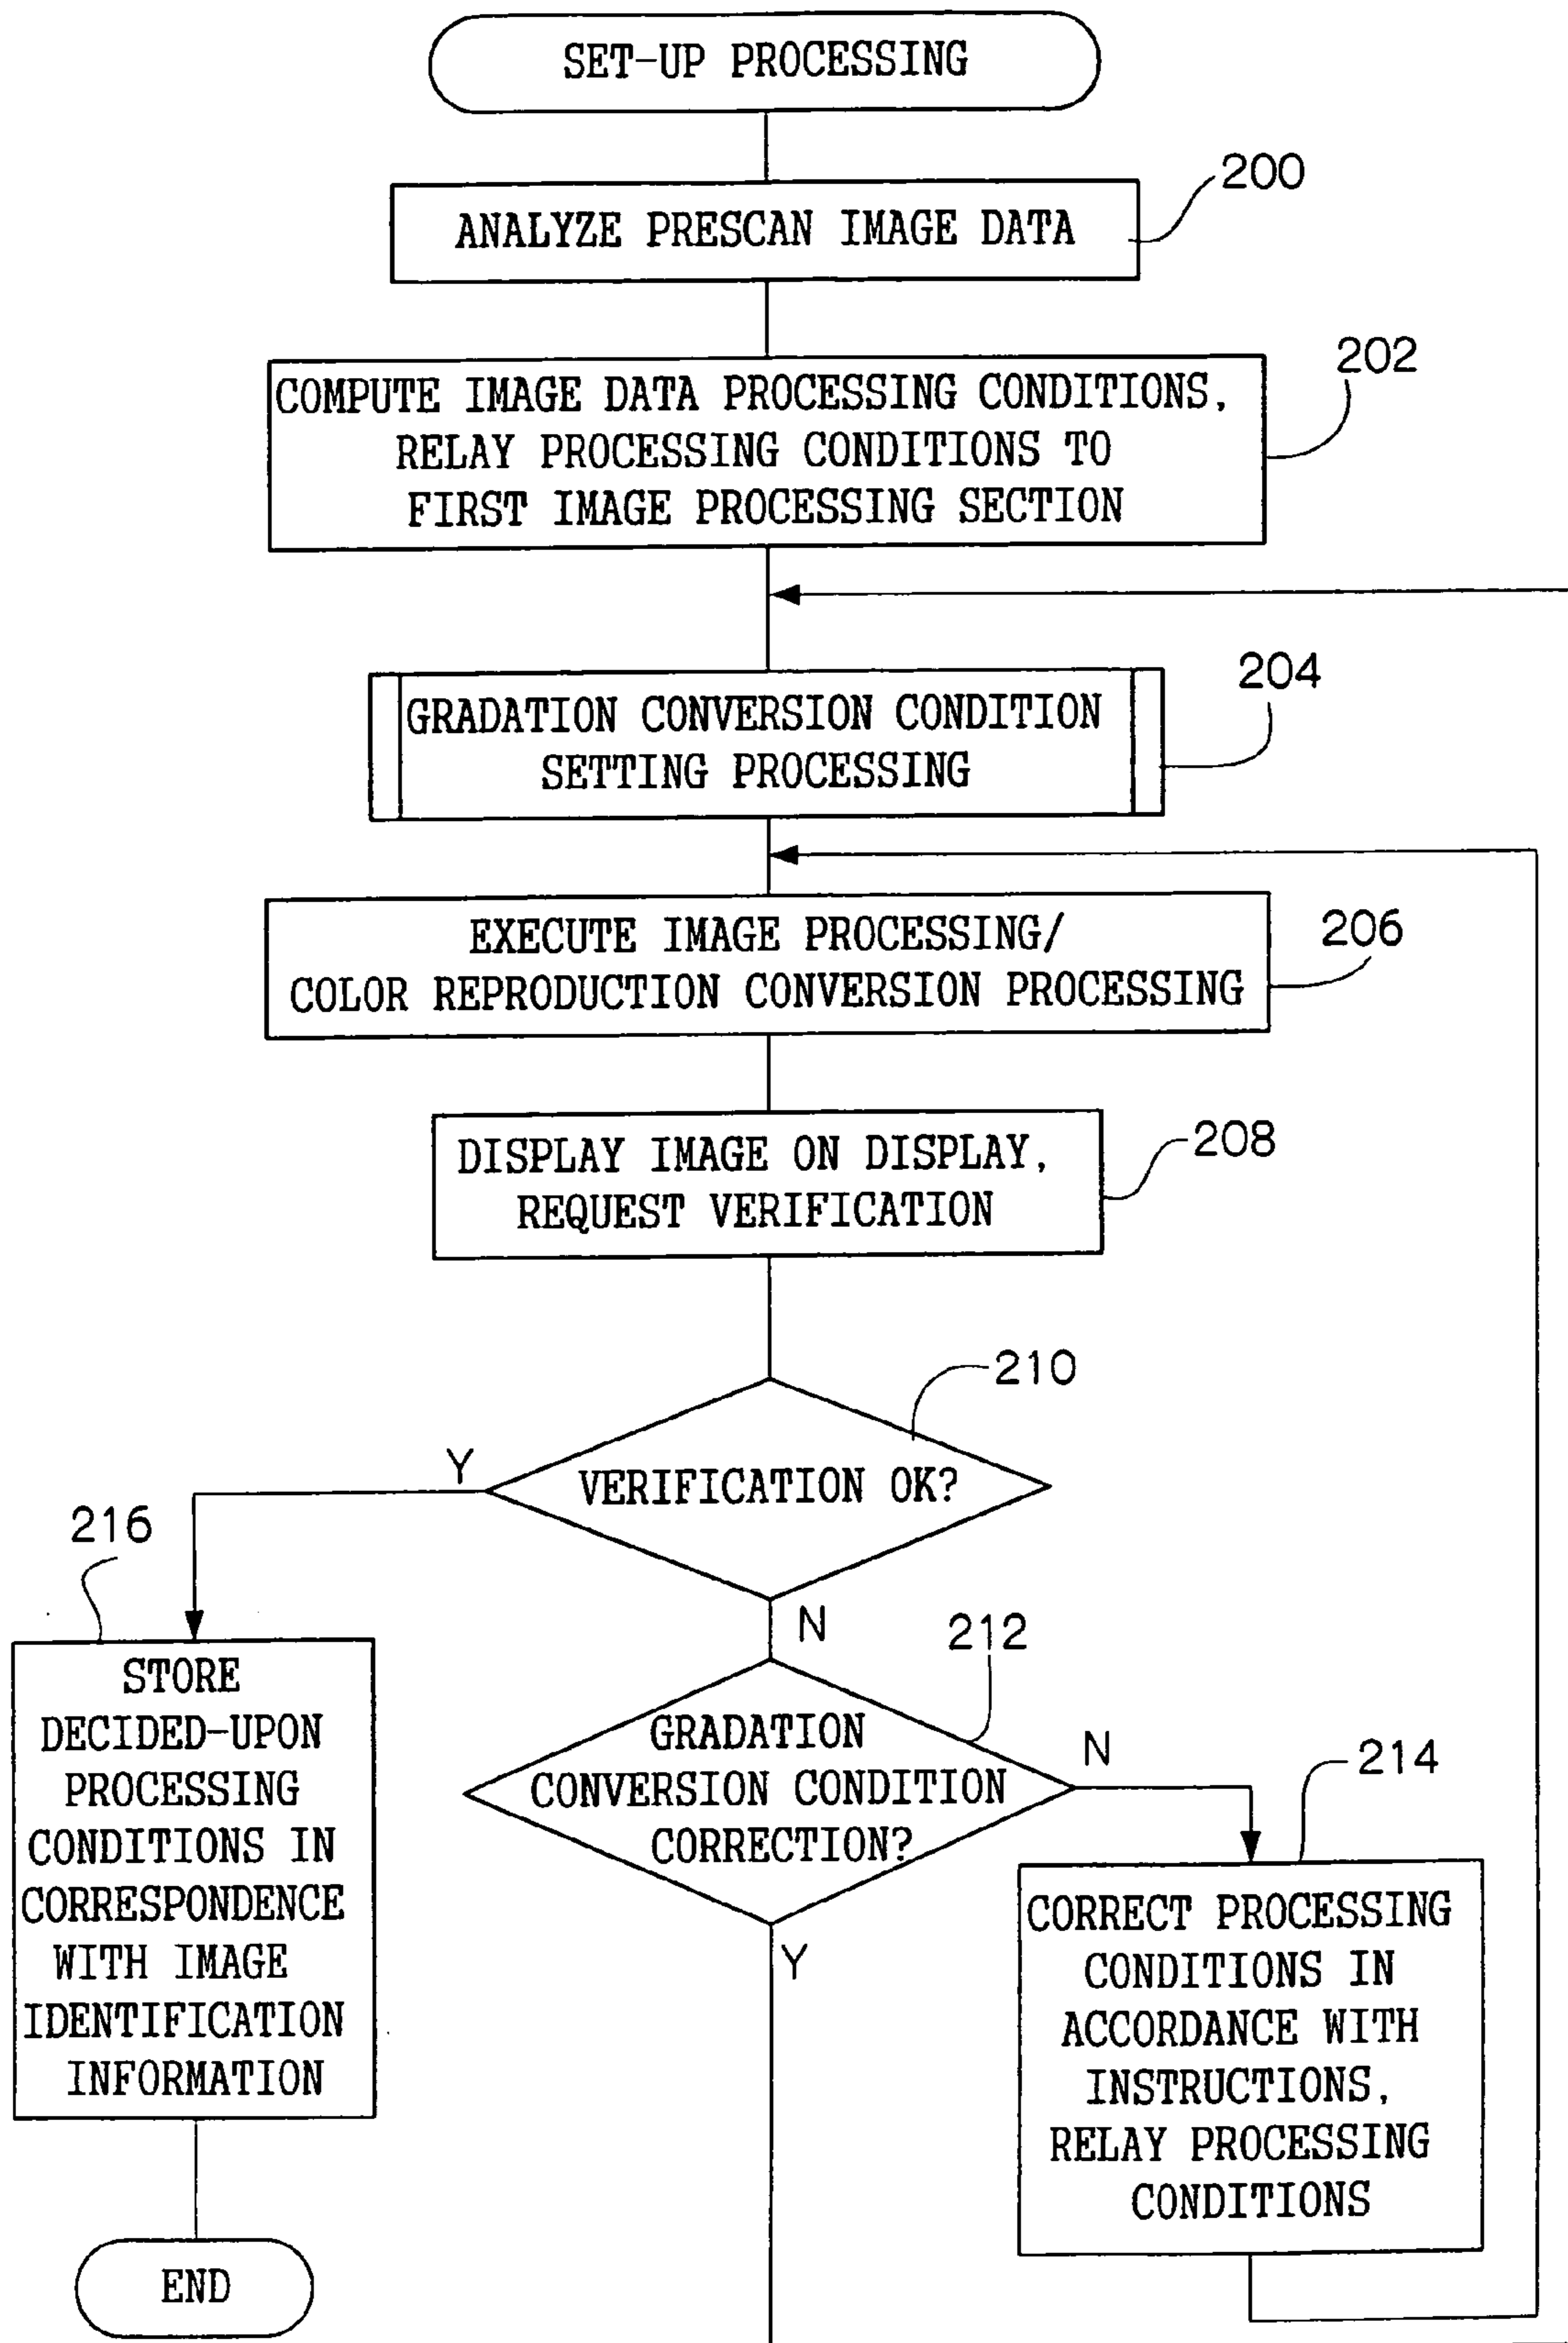 SET-UP PROCESSING
200
ANALYZE PRESCAN IMAGE DATA
202
COMPUTE IMAGE DATA PROCESSING CONDITIONS,
RELAY PROCESSING CONDITIONS TO
FIRST IMAGE PROCESSING SECTION
204
GRADATION CONVERSION CONDITION
SETTING PROCESSING
206
EXECUTE IMAGE PROCESSING/
COLOR REPRODUCTION CONVERSION PROCESSING
208
DISPLAY IMAGE ON DISPLAY,
REQUEST VERIFICATION
210
Y
VERIFICATION OK?
N
216
STORE
DECIDED-UPON
PROCESSING
CONDITIONS IN
CORRESPONDENCE
WITH IMAGE
IDENTIFICATION
INFORMATION
END
212
GRADATION
CONVERSION CONDITION
CORRECTION?
N
Y
214
CORRECT PROCESSING
CONDITIONS IN
ACCORDANCE WITH
INSTRUCTIONS,
RELAY PROCESSING
CONDITIONS